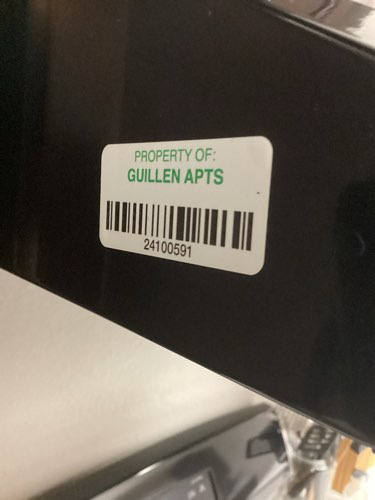 PROPERTY OF:
GUILLEN APTS
24100591